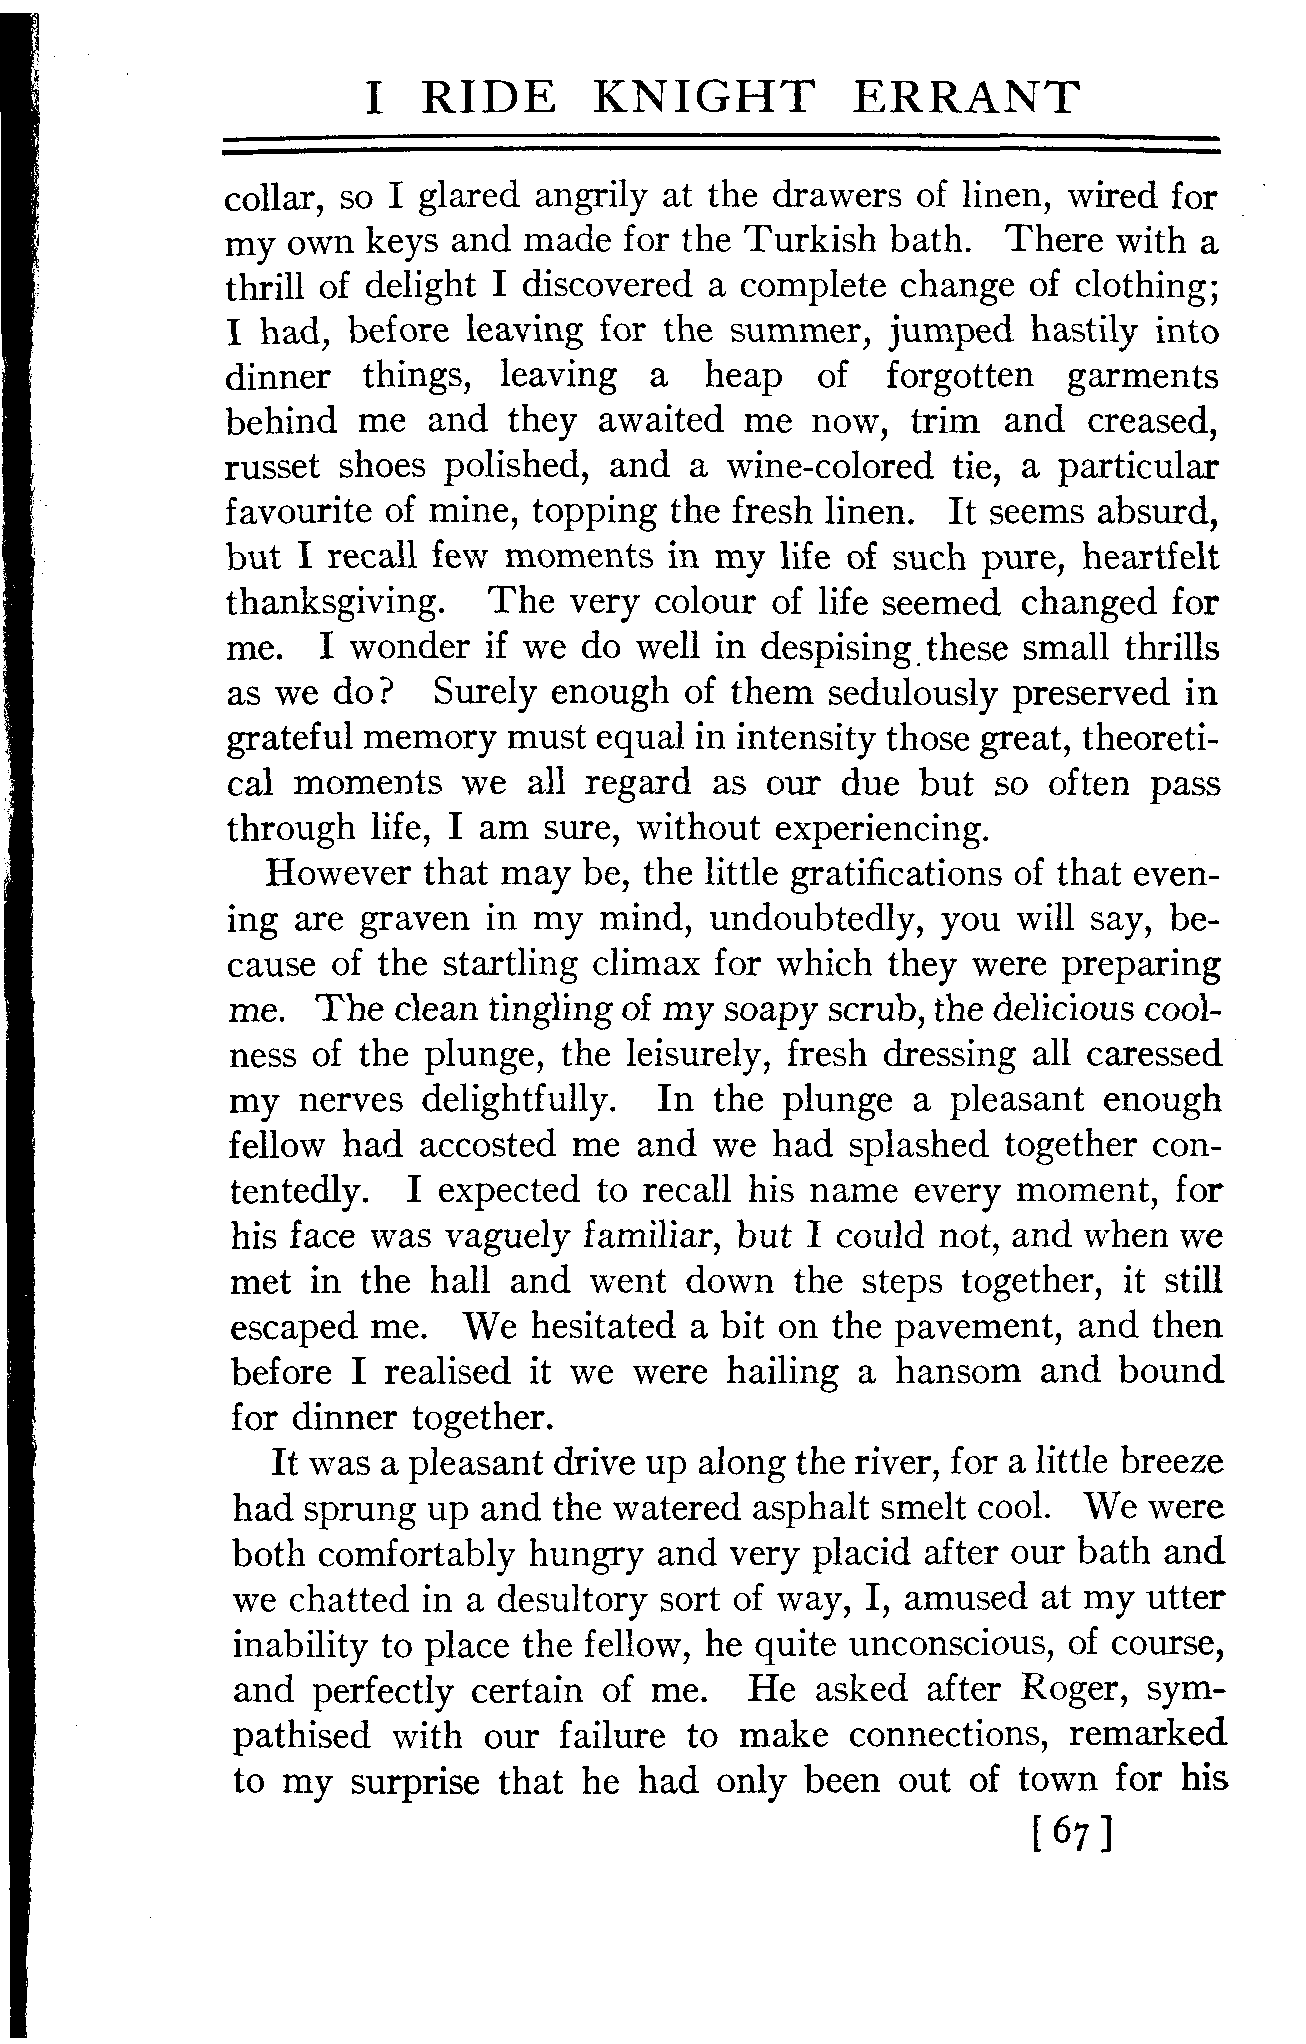 I RIDE KNIGHT ERRANT
collar, so I glared angrily at the drawers of linen, wired for
my own keys and made for the Turkish bath. There with a
thrill of delight I discovered a complete change of clothing;
I had, before leaving for the summer, jumped hastily into
dinner things, leaving a heap of forgotten garments
behind me and they awaited me now, trim and creased,
russet shoes polished, and a wine-colored tie, a particular
favourite of mine, topping the fresh linen. It seems absurd,
but I recall few moments in my life of such pure, heartfelt
thanksgiving. The very colour of life seemed changed for
me. I wonder if we do well in despising these small thrills
as we do? Surely enough of them sedulously preserved in
grateful memory must equal in intensity those great, theoreti-
cal moments we all regard as our due but so often pass
through life, I am sure, without experiencing.
However that may be, the little gratifications of that even-
ing are graven in my mind, undoubtedly, you will say, be-
cause of the startling climax for which they were preparing
me. The clean tingling of my soapy scrub, the delicious cool-
ness of the plunge, the leisurely, fresh dressing all caressed
my nerves delightfully. In the plunge a pleasant enough
fellow had accosted me and we had splashed together con-
tentedly. I expected to recall his name every moment, for
his face was vaguely familiar, but I could not, and when we
met in the hall and went down the steps together, it still
escaped me. We hesitated a bit on the pavement, and then
before I realised it we were hailing a hansom and bound
for dinner together.
It was a pleasant drive up along the river, for a little breeze
had sprung up and the watered asphalt smelt cool. We were
both comfortably hungry and very placid after our bath and
we chatted in a desultory sort of way, I, amused at my utter
inability to place the fellow, he quite unconscious, of course,
and perfectly certain of me. He asked after Roger, sym-
pathised with our failure to make connections, remarked
to my surprise that he had only been out of town for his
[ 67 ]